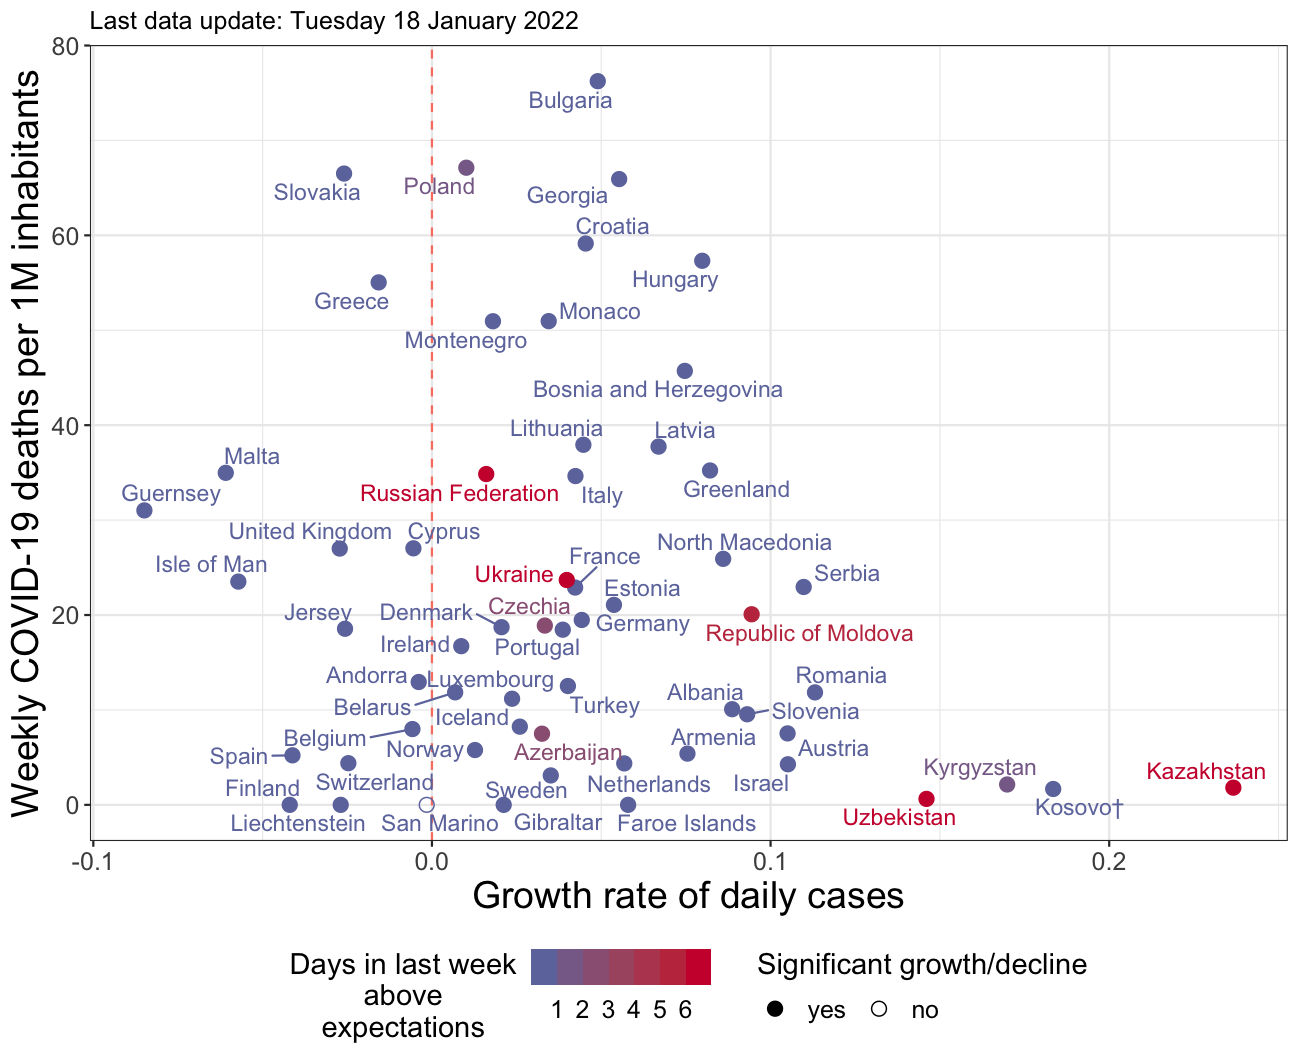 Last data update: Tuesday 18 January 2022
Weekly COVID-19 deaths per 1M inhabitants
80
60
40
20
0
Bulgaria
Slovakia
Poland
Georgia
Croatia
Hungary
Greece
Monaco
Montenegro
Bosnia and Herzegovina
Lithuania
Latvia
Malta
Guernsey
Russian Federation
Italy
Greenland
United Kingdom
Cyprus
North Macedonia
Isle of Man
Ukraine
France
Serbia
Estonia
Jersey
Denmark
Czechia
Germany
Republic of Moldova
Ireland
Portugal
Andorra
Luxembourg
Romania
Belarus
Turkey
Albania
Slovenia
Iceland
Belgium
Norway
Azerbaijan
Armenia
Austria
Spain
Switzerland
Finland
Sweden
Netherlands
Israel
Kyrgyzstan
Kazakhstan
Kosovo†
Uzbekistan
Liechtenstein
San Marino
Gibraltar
Faroe Islands
-0.1
0.0
0.1
0.2
Growth rate of daily cases
Days in last week
above
expectations
1 2 3 4 5 6
Significant growth/decline
yes
no